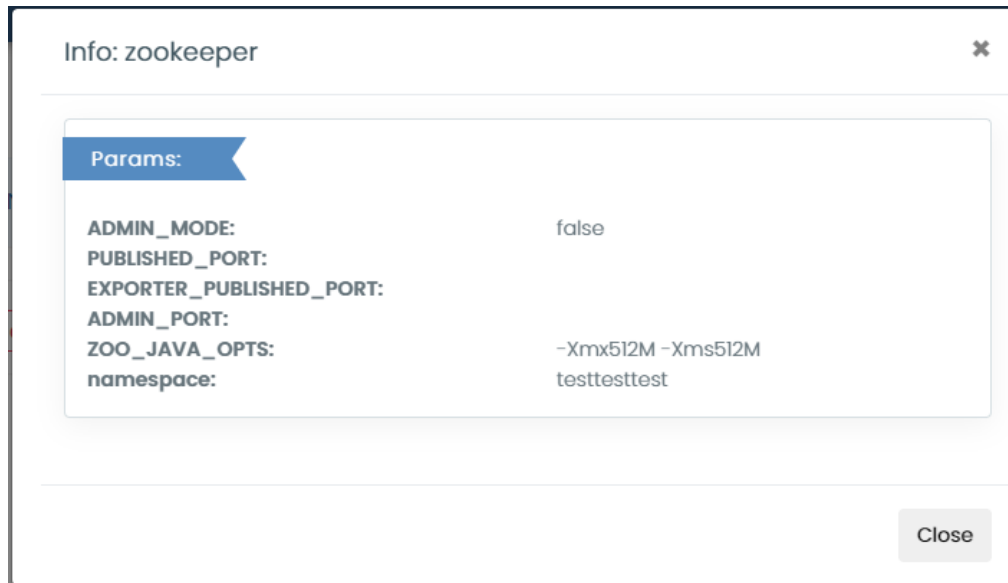 Info: zookeeper
Params:
ADMIN_MODE: false
PUBLISHED_PORT:
EXPORTER_PUBLISHED_PORT:
ADMIN_PORT:
ZOO_JAVA_OPTS: -Xmx512M -Xms512M
namespace: testtesttest
Close